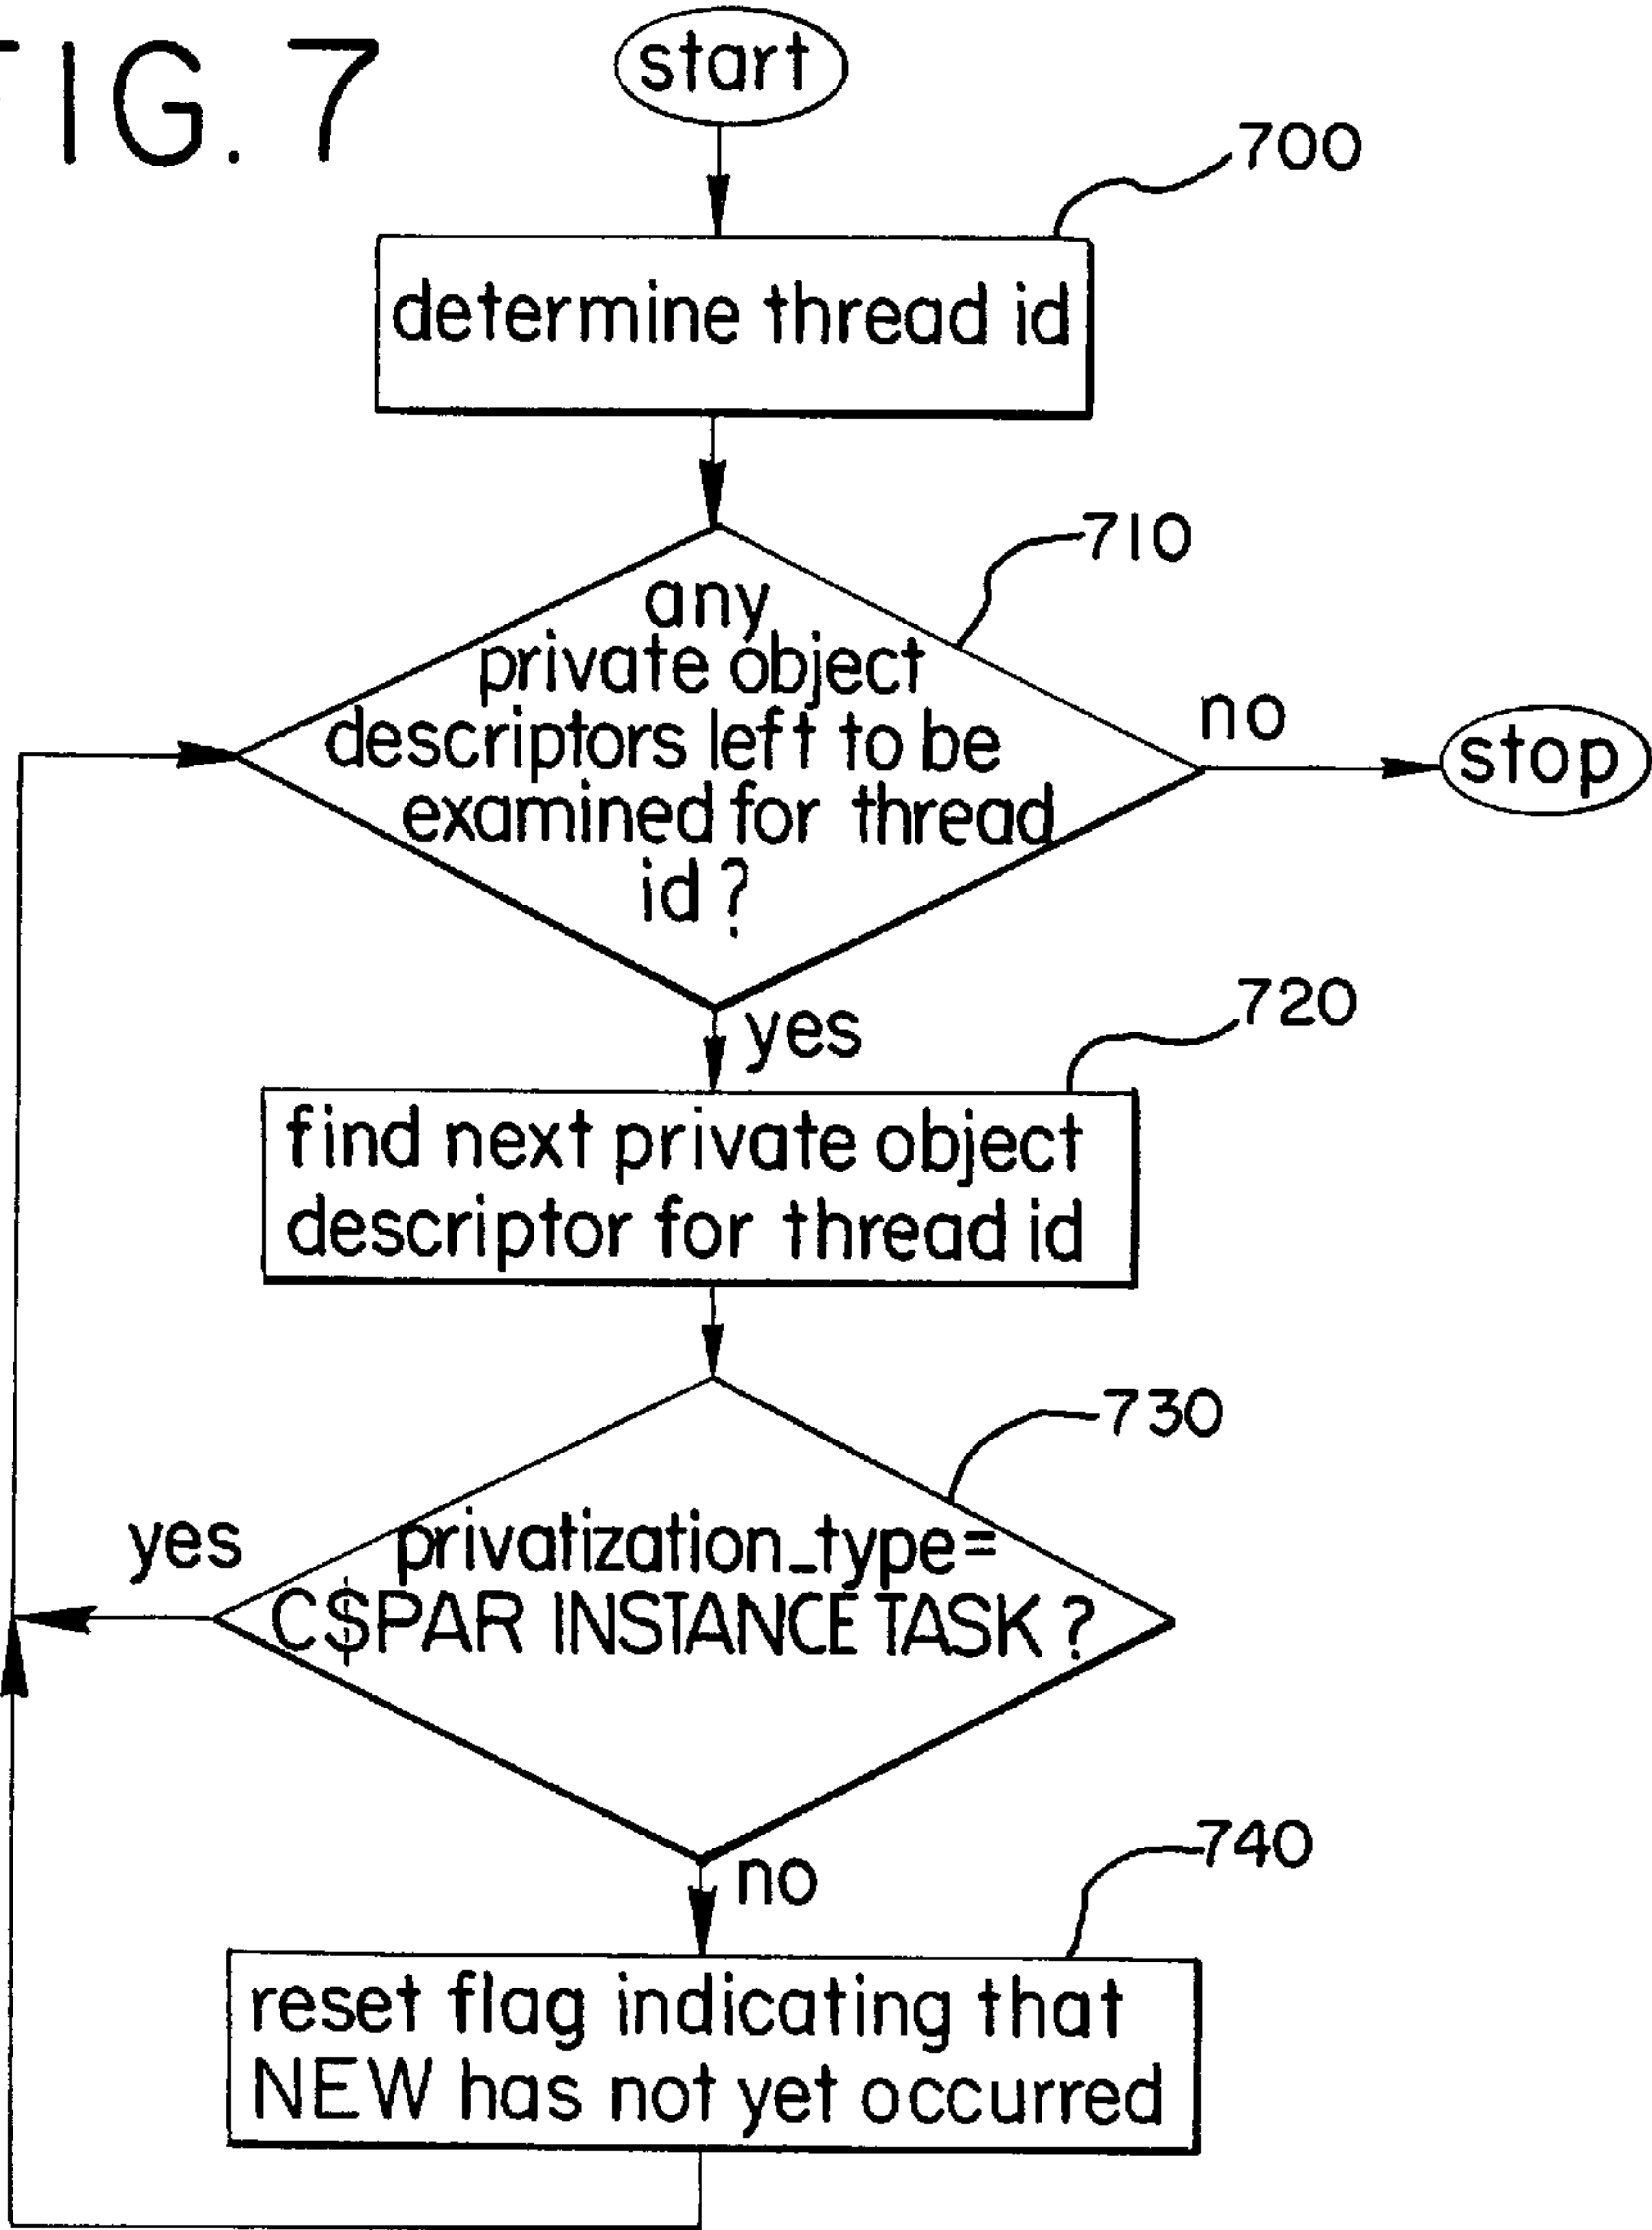 FIG. 7
start
700
determine thread id
710
any
private object
descriptors left to be
examined for thread
id ?
no
stop
yes
720
find next private object
descriptor for thread id
730
yes
privatization_type=
C$PAR INSTANCE TASK ?
no
740
reset flag indicating that
NEW has not yet occurred